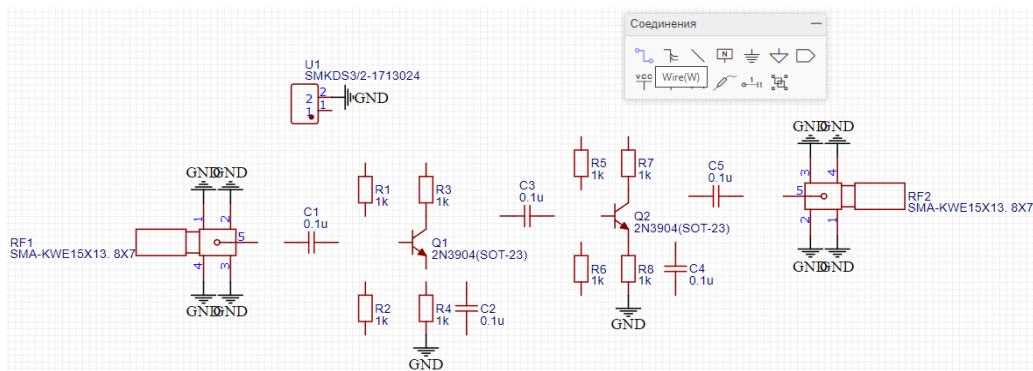 Соединения
N
VCC
Wire(W)
1
U1
SMKDS3/2-1713024
2
2
1
1
GND
GND
GND
1
2
5
RF1
SMA-KWE15X13. 8X7
4
3
GND
GND
C1
0.1u
R1
1k
R3
1k
Q1
2N3904(SOT-23)
R2
1k
R4
1k
C2
0.1u
GND
C3
0.1u
R5
1k
R7
1k
Q2
2N3904(SOT-23)
R6
1k
R8
1k
C4
0.1u
GND
C5
0.1u
GND
GND
3
4
5
RF2
SMA-KWE15X13. 8X7
2
1
GND
GND